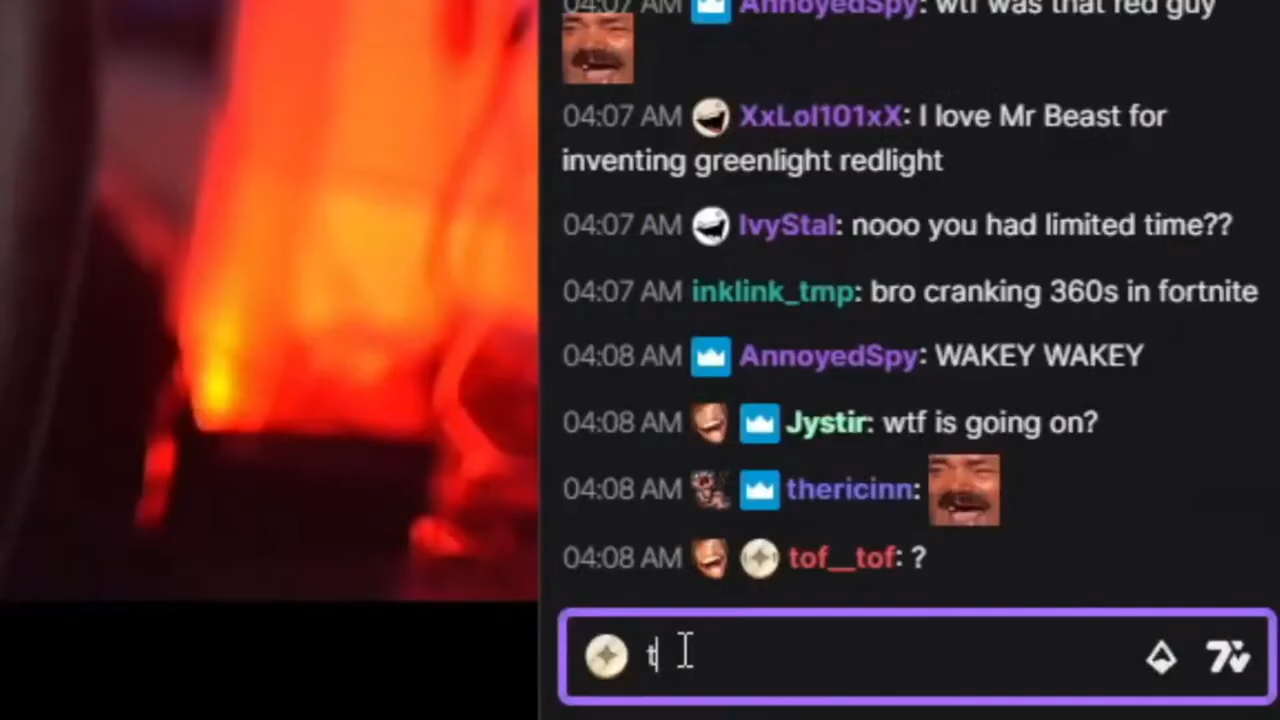 04:07 AM AnnoyedSpy: wtf was that red guy
04:07 AM XxLol101xX: I love Mr Beast for
inventing greenlight redlight
04:07 AM IvyStal: nooo you had limited time??
04:07 AM inklink_tmp: bro cranking 360s in fortnite
04:08 AM AnnoyedSpy: WAKEY WAKEY
04:08 AM Jystir: wtf is going on?
04:08 AM thericinn:
04:08 AM tof__tof: ?
t